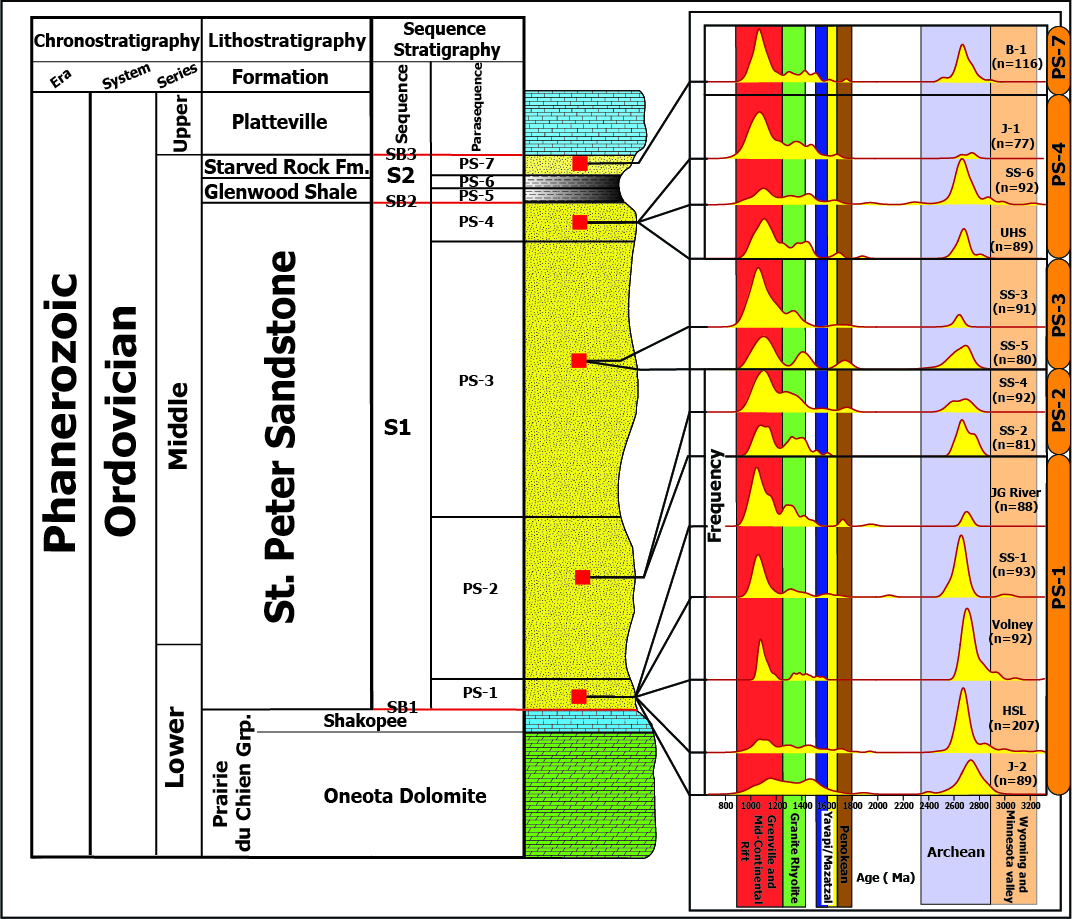 Chronostratigraphy
Lithostratigraphy
Sequence
Stratigraphy
Era
System
Series
Formation
Sequence
Parasequence
Phanerozoic
Ordovician
Upper
Middle
Lower
Platteville
Starved Rock Fm.
Glenwood Shale
St. Peter Sandstone
Shakopee
Prairie
du Chien Grp.
Oneota Dolomite
SB3
S2
SB2
S1
SB1
PS-7
PS-6
PS-5
PS-4
PS-3
PS-2
PS-1
Frequency
B-1
(n=116)
J-1
(n=77)
SS-6
(n=92)
UHS
(n=89)
SS-3
(n=91)
SS-5
(n=80)
SS-4
(n=92)
SS-2
(n=81)
JG River
(n=88)
SS-1
(n=93)
Volney
(n=92)
HSL
(n=207)
J-2
(n=89)
PS-7
PS-4
PS-3
PS-2
PS-1
800 1000 1200 1400 1600 1800 2000 2200 2400 2600 2800 3000 3200
Grenville and
Mid-Continental
Rift
Granite Rhyolite
Yavapi/Mazatzal
Penokean
Age ( Ma)
Archean
Wyoming and
Minnesota valley